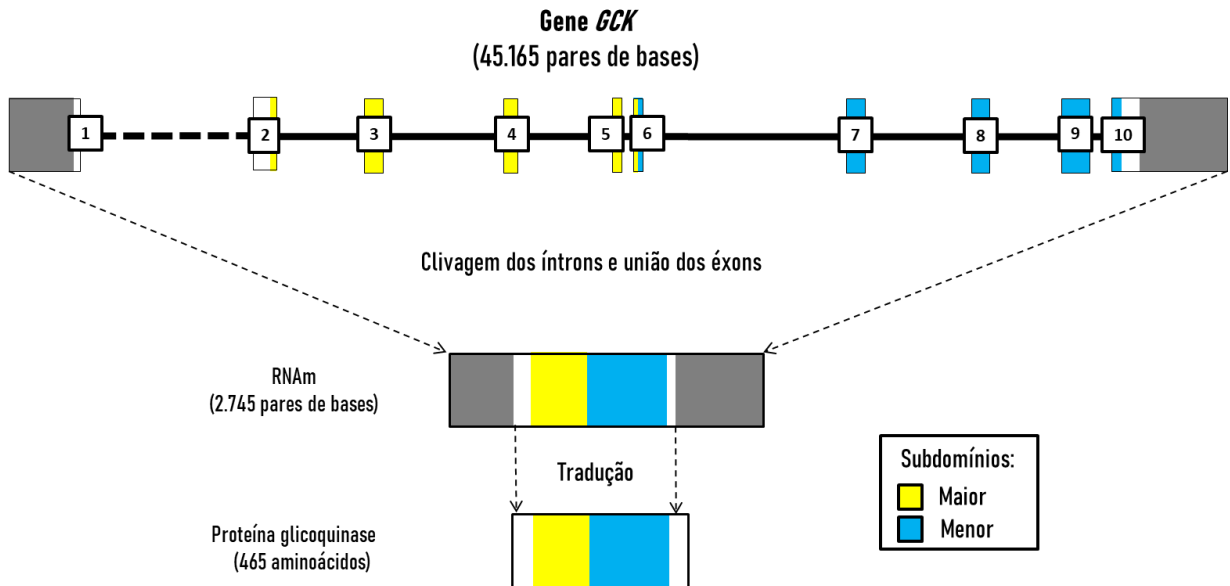 Gene GCK
(45.165 pares de bases)
1 2 3 4 5 6 7 8 9 10
Clivagem dos íntrons e união dos éxons
RNAm
(2.745 pares de bases)
Tradução
Proteína glicoquinase
(465 aminoácidos)
Subdomínios:
Maior
Menor